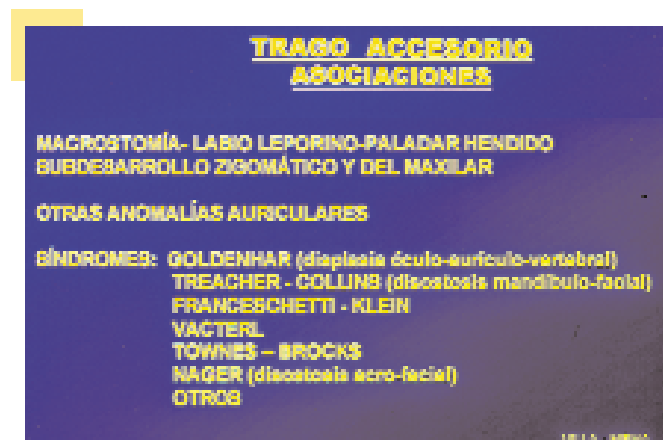 TRAGO ACCESORIO
ASOCIACIONES
MACROSTOMÍA- LABIO LEPORINO-PALADAR HENDIDO
SUBDESARROLLO ZIGOMÁTICO Y DEL MAXILAR
OTRAS ANOMALÍAS AURICULARES
SÍNDROMES: GOLDENHAR (displasia óculo-aurículo-vertebral)
TREACHER - COLLINS (disostosis mandíbulo-facial)
FRANCESCHETTI - KLEIN
VACTERL
TOWNES – BROCKS
NAGER (disostosis acro-facial)
OTROS